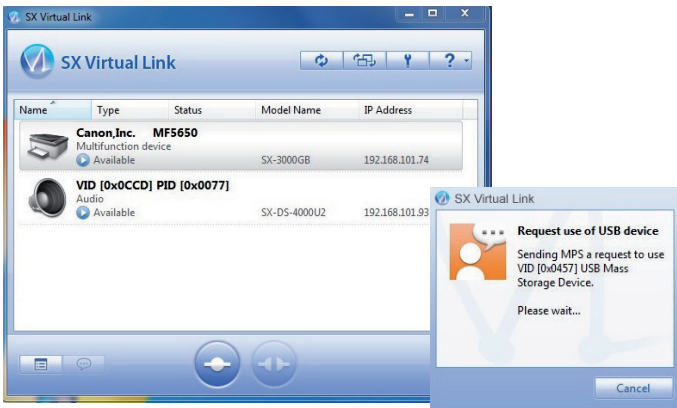 SX Virtual Link
SX Virtual Link
?
Name Type Status Model Name IP Address
Canon,Inc. MF5650
Multifunction device
Available SX-3000GB 192.168.101.74
VID [0x0CCD] PID [0x0077]
Audio
Available SX-DS-4000U2 192.168.101.93
SX Virtual Link
Request use of USB device
Sending MPS a request to use
VID [0x0457] USB Mass
Storage Device.
Please wait...
Cancel